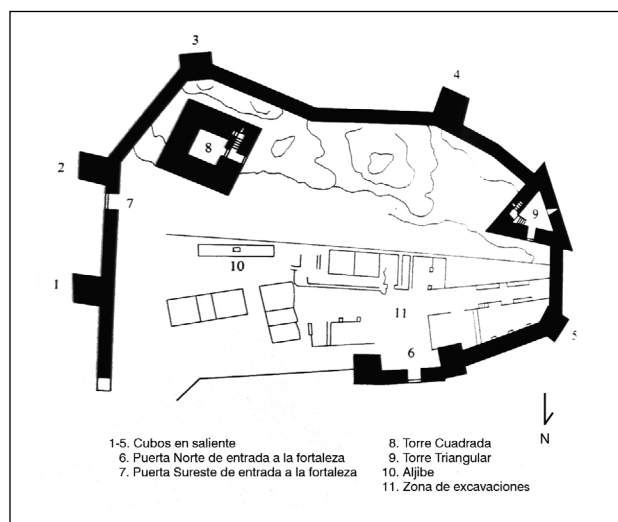 3
4
2
8
7
9
10
1
11
5
6
N
1-5. Cubos en saliente
6. Puerta Norte de entrada a la fortaleza
7. Puerta Sureste de entrada a la fortaleza
8. Torre Cuadrada
9. Torre Triangular
10. Aljibe
11. Zona de excavaciones